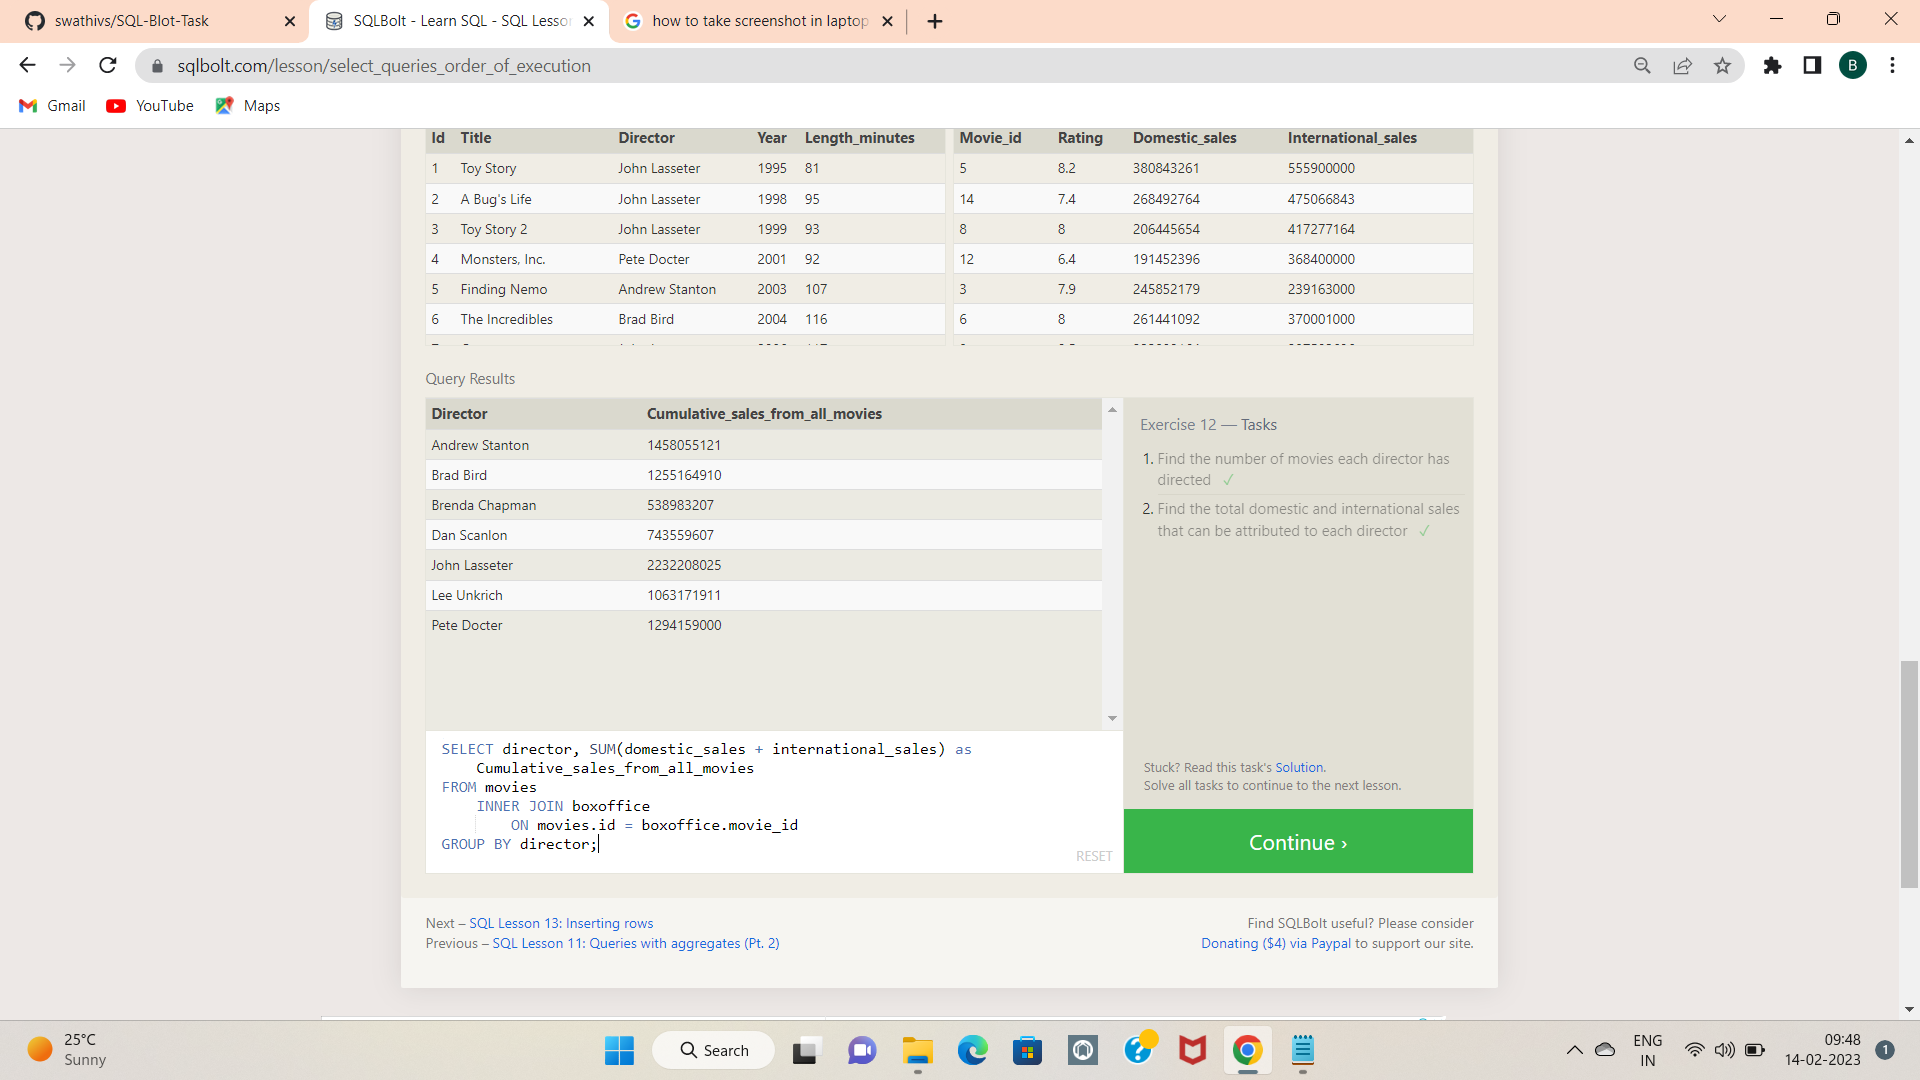 swathivs/SQL-Blot-Task
SQLBolt - Learn SQL - SQL Lesson
how to take screenshot in laptop
sqlbolt.com/lesson/select_queries_order_of_execution
B
Gmail YouTube Maps
Id Title Director Year Length_minutes Movie_id Rating Domestic_sales International_sales
1 Toy Story John Lasseter 1995 81 5 8.2 380843261 555900000
2 A Bug's Life John Lasseter 1998 95 14 7.4 268492764 475066843
3 Toy Story 2 John Lasseter 1999 93 8 8 206445654 417277164
4 Monsters, Inc. Pete Docter 2001 92 12 6.4 191452396 368400000
5 Finding Nemo Andrew Stanton 2003 107 3 7.9 245852179 239163000
6 The Incredibles Brad Bird 2004 116 6 8 261441092 370001000
Query Results
Director Cumulative_sales_from_all_movies
Andrew Stanton 1458055121
Brad Bird 1255164910
Brenda Chapman 538983207
Dan Scanlon 743559607
John Lasseter 2232208025
Lee Unkrich 1063171911
Pete Docter 1294159000
Exercise 12 — Tasks
1. Find the number of movies each director has
directed ✓
2. Find the total domestic and international sales
that can be attributed to each director ✓
SELECT director, SUM(domestic_sales + international_sales) as
Cumulative_sales_from_all_movies
FROM movies
INNER JOIN boxoffice
ON movies.id = boxoffice.movie_id
GROUP BY director;
RESET
Stuck? Read this task's Solution.
Solve all tasks to continue to the next lesson.
Continue ›
Next – SQL Lesson 13: Inserting rows
Previous – SQL Lesson 11: Queries with aggregates (Pt. 2)
Find SQLBolt useful? Please consider
Donating ($4) via Paypal to support our site.
25°C
Sunny
Search
ENG
IN
09:48
14-02-2023
1